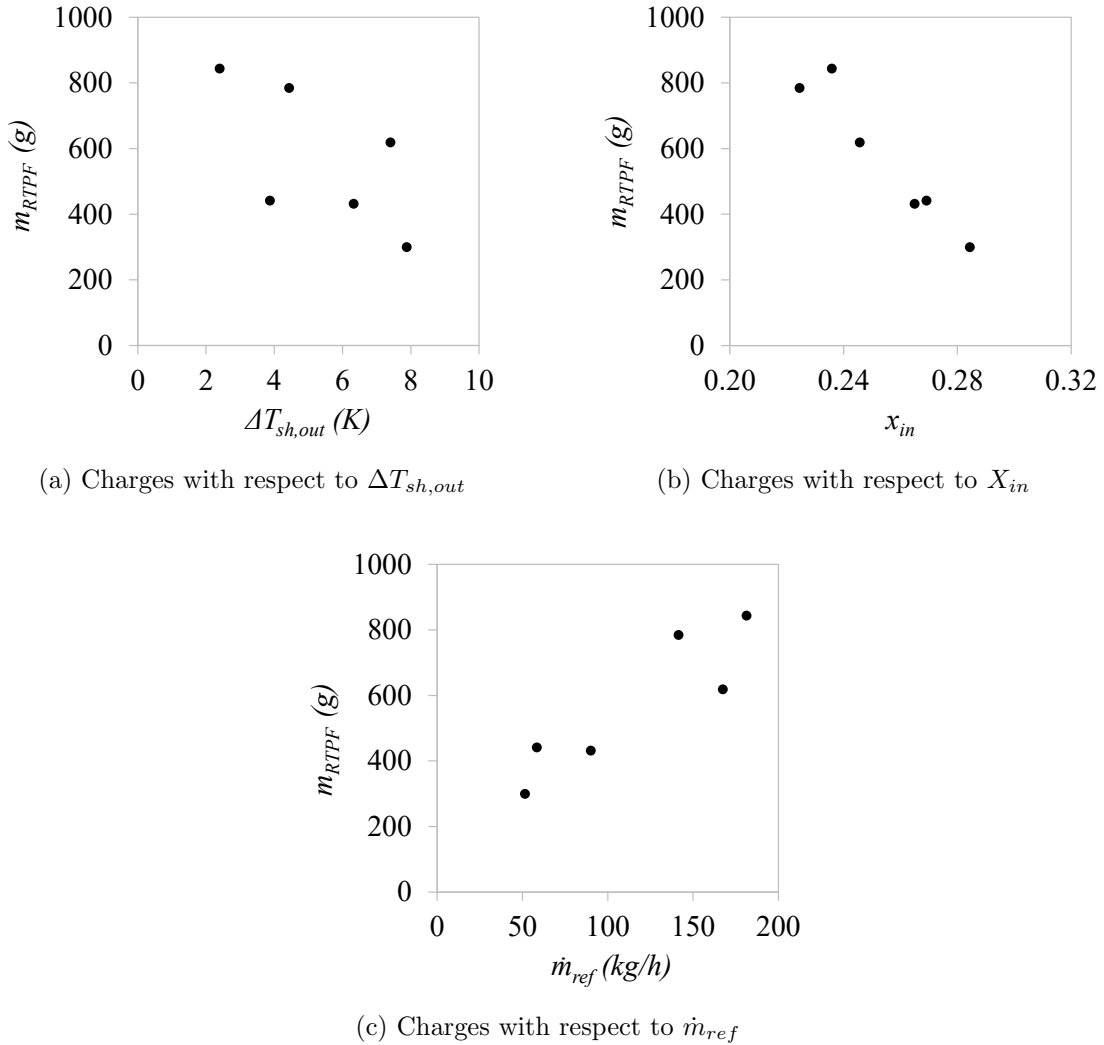 1000
800
600
400
200
0
m_RTPF (g)
0 2 4 6 8 10
ΔT_sh,out (K)
(a) Charges with respect to ΔT_sh,out
1000
800
600
400
200
0
m_RTPF (g)
0.20 0.24 0.28 0.32
x_in
(b) Charges with respect to X_in
1000
800
600
400
200
0
m_RTPF (g)
0 50 100 150 200
ṁ_ref (kg/h)
(c) Charges with respect to ṁ_ref